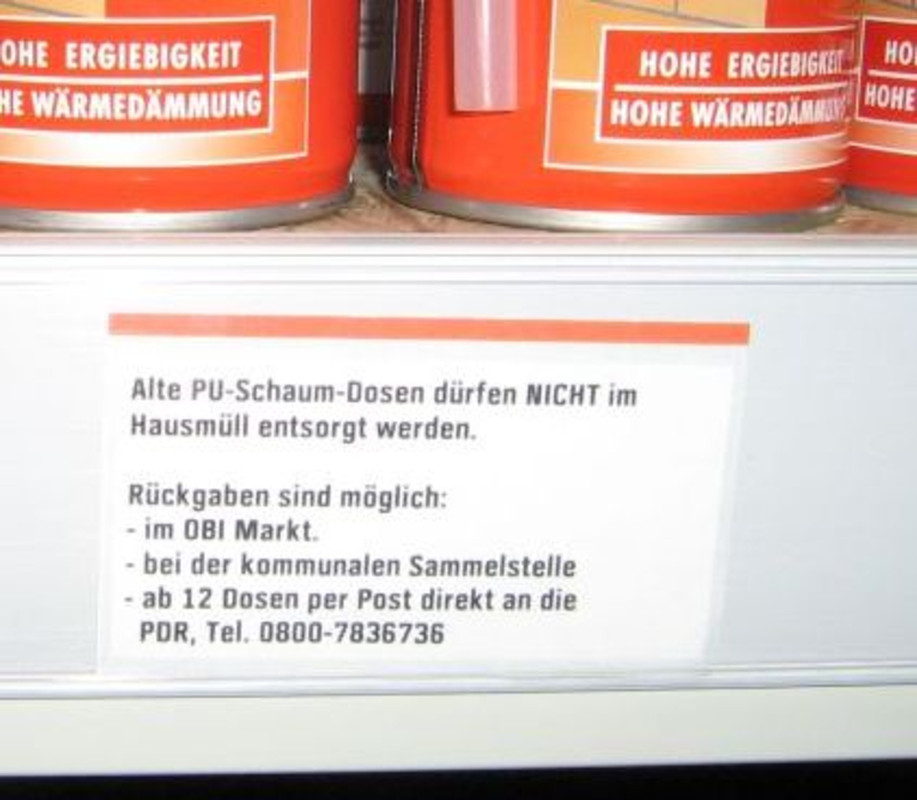 OHE ERGIEBIGKEIT
HE WÄRMEDÄMMUNG
HOHE ERGIEBIGKEIT
HOHE WÄRMEDÄMMUNG
HO
HOHE
Alte PU-Schaum-Dosen dürfen NICHT im
Hausmüll entsorgt werden.
Rückgaben sind möglich:
- im OBI Markt.
- bei der kommunalen Sammelstelle
- ab 12 Dosen per Post direkt an die
PDR, Tel. 0800-7836736